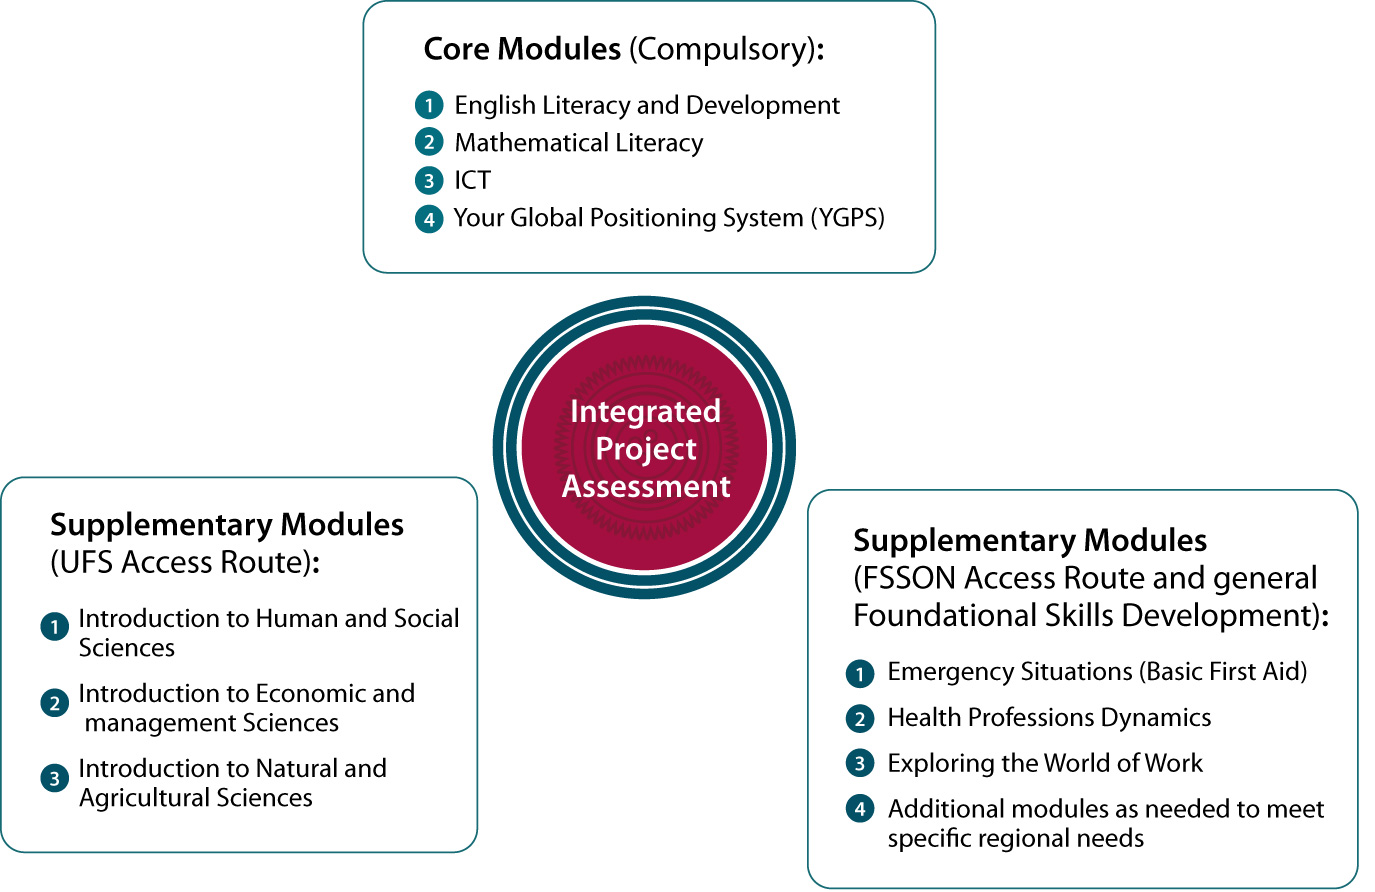 Core Modules (Compulsory):
1 English Literacy and Development
2 Mathematical Literacy
3 ICT
4 Your Global Positioning System (YGPS)
Integrated
Project
Assessment
Supplementary Modules
(UFS Access Route):
1 Introduction to Human and Social
Sciences
2 Introduction to Economic and
management Sciences
3 Introduction to Natural and
Agricultural Sciences
Supplementary Modules
(FSSON Access Route and general
Foundational Skills Development):
1 Emergency Situations (Basic First Aid)
2 Health Professions Dynamics
3 Exploring the World of Work
4 Additional modules as needed to meet
specific regional needs